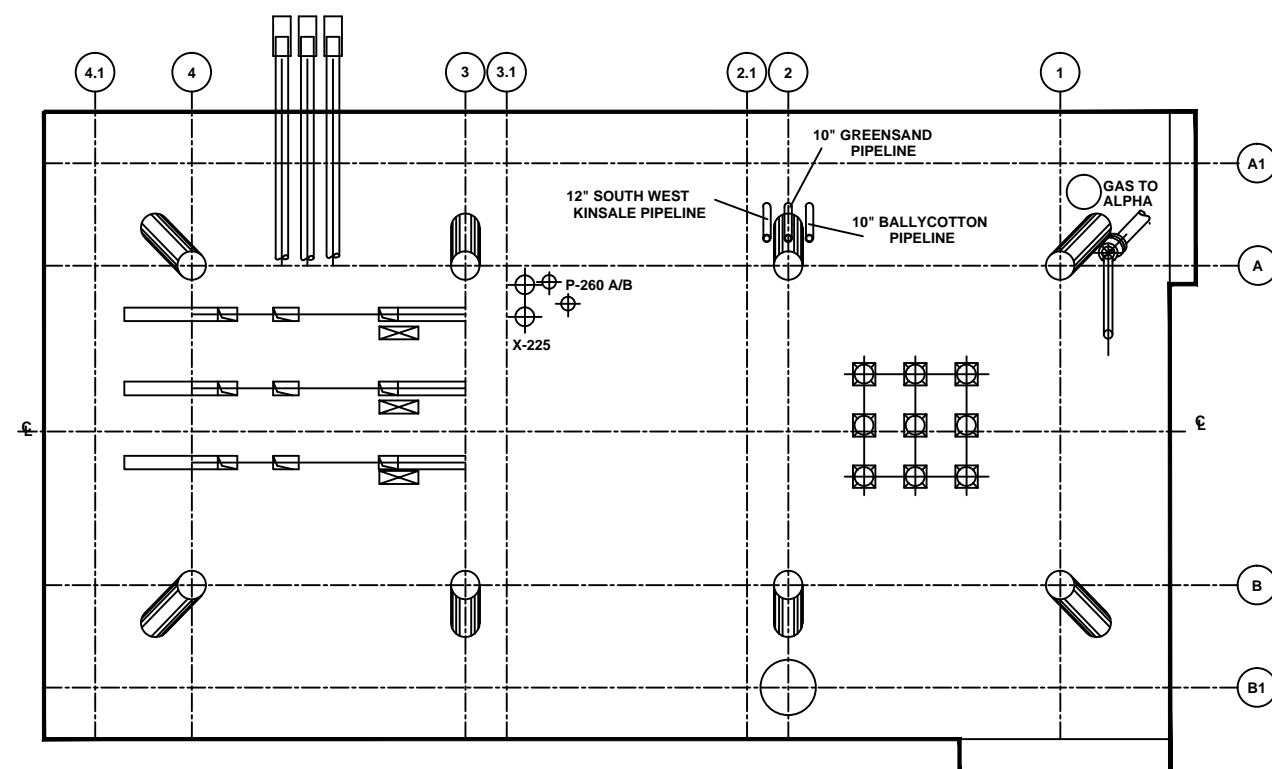 4.1
4
3
3.1
2.1
2
1
10" GREENSAND
PIPELINE
A1
12" SOUTH WEST
KINSALE PIPELINE
GAS TO
ALPHA
10" BALLYCOTTON
PIPELINE
A
P-260 A/B
X-225
℄
℄
B
B1